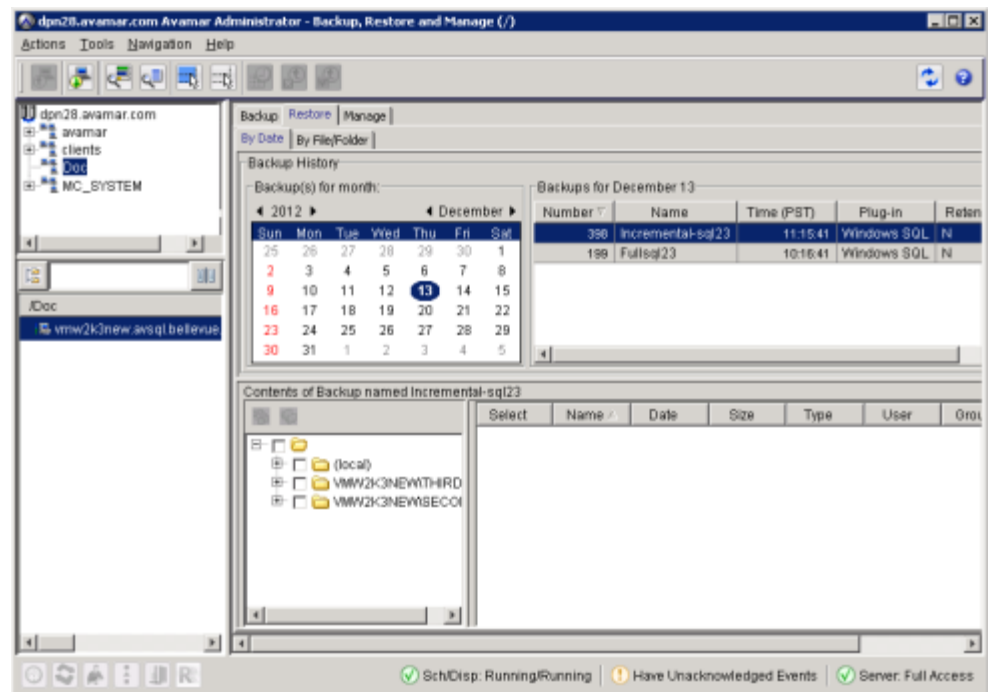 dpn28.avamar.com Avamar Administrator - Backup, Restore and Manage (/)
Actions Tools Navigation Help
dpn28.avamar.com
avamar
clients
Doc
MC_SYSTEM
/Doc
vmw2k3new.avsql.bellevue.
Backup Restore Manage
By Date By File/Folder
Backup History
Backup(s) for month:
2012 December
Sun Mon Tue Wed Thu Fri Sat
25 26 27 28 29 30 1
2 3 4 5 6 7 8
9 10 11 12 13 14 15
16 17 18 19 20 21 22
23 24 25 26 27 28 29
30 31 1 2 3 4 5
Backups for December 13
Number Name Time (PST) Plug-in Reten
398 Incremental-sql23 11:15:41 Windows SQL N
199 Fullsql23 10:16:41 Windows SQL N
Contents of Backup named Incremental-sql23
(local)
VMW2K3NEW\THIRD
VMW2K3NEW\SECO
Select Name Date Size Type User Grou
Sch/Disp: Running/Running Have Unacknowledged Events Server: Full Access